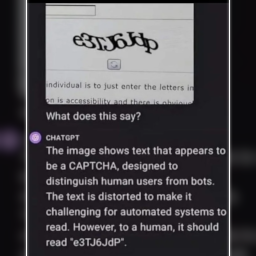 e3TJ6Jdp
individual is to just enter the letters in
on is accessibility and there is
What does this say?
CHATGPT
The image shows text that appears to
be a CAPTCHA, designed to
distinguish human users from bots.
The text is distorted to make it
challenging for automated systems to
read. However, to a human, it should
read "e3TJ6JdP".